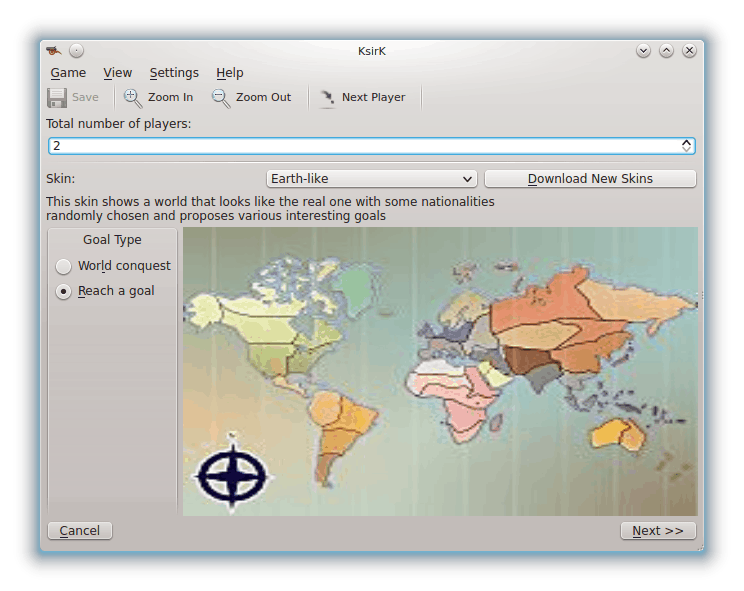 KsirK
Game View Settings Help
Save Zoom In Zoom Out Next Player
Total number of players:
2
Skin: Earth-like Download New Skins
This skin shows a world that looks like the real one with some nationalities
randomly chosen and proposes various interesting goals
Goal Type
World conquest
Reach a goal
Cancel Next >>